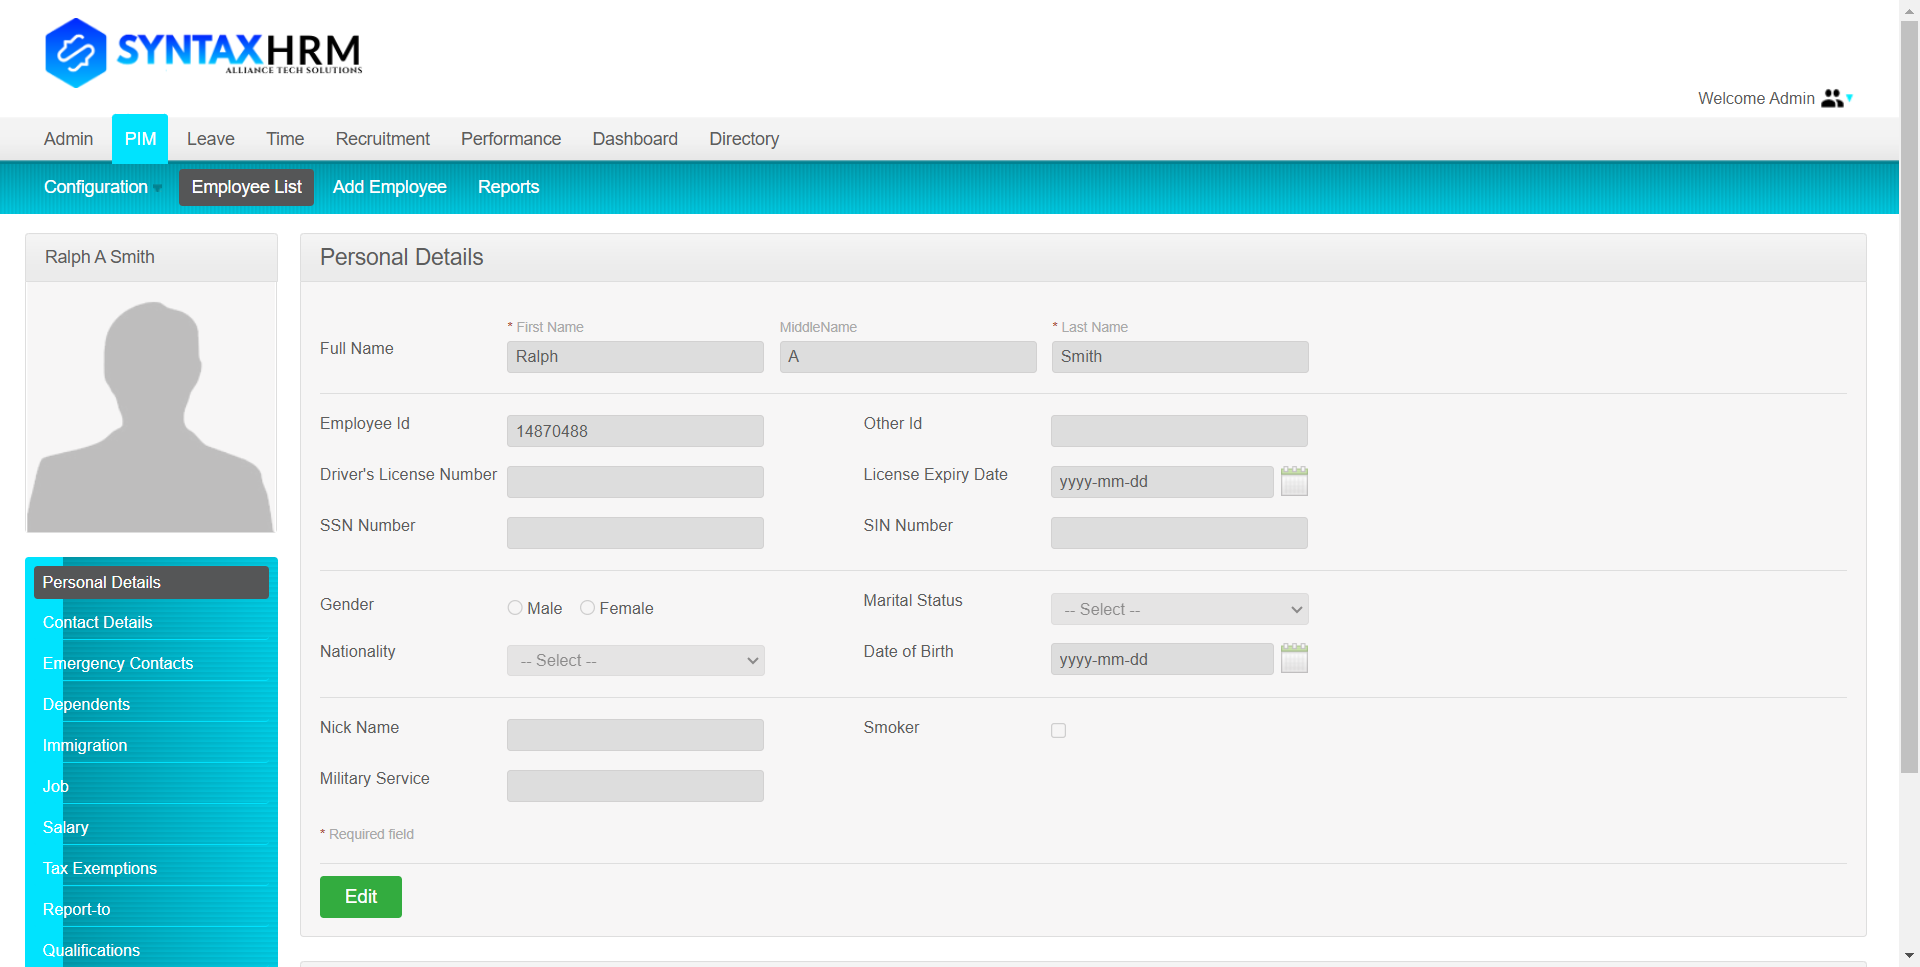 SYNTAXHRM
ALLIANCE TECH SOLUTIONS
Welcome Admin
Admin PIM Leave Time Recruitment Performance Dashboard Directory
Configuration Employee List Add Employee Reports
Ralph A Smith
Personal Details
Contact Details
Emergency Contacts
Dependents
Immigration
Job
Salary
Tax Exemptions
Report-to
Qualifications
Personal Details
* First Name MiddleName * Last Name
Full Name Ralph A Smith
Employee Id 14870488 Other Id
Driver's License Number License Expiry Date yyyy-mm-dd
SSN Number SIN Number
Gender Male Female Marital Status -- Select --
Nationality -- Select -- Date of Birth yyyy-mm-dd
Nick Name Smoker
Military Service
* Required field
Edit